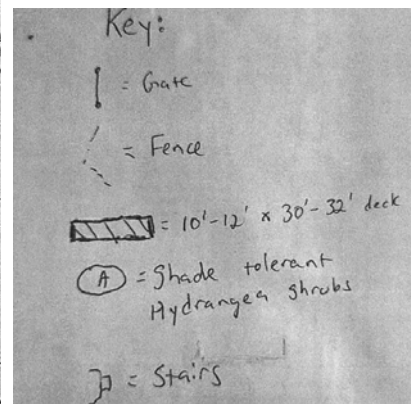 Key:
= Gate
= Fence
= 10'-12' x 30'-32' deck
A = Shade tolerant
Hydrangea shrubs
= Stairs